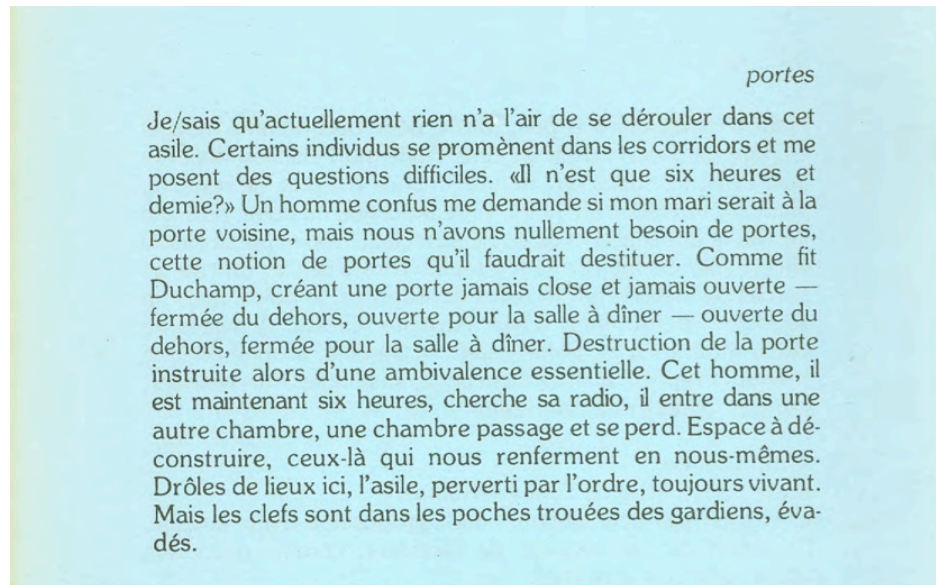 portes
Je/sais qu'actuellement rien n'a l'air de se dérouler dans cet
asile. Certains individus se promènent dans les corridors et me
posent des questions difficiles. «Il n'est que six heures et
demie?» Un homme confus me demande si mon mari serait à la
porte voisine, mais nous n'avons nullement besoin de portes,
cette notion de portes qu'il faudrait destituer. Comme fit
Duchamp, créant une porte jamais close et jamais ouverte —
fermée du dehors, ouverte pour la salle à dîner — ouverte du
dehors, fermée pour la salle à dîner. Destruction de la porte
instruite alors d'une ambivalence essentielle. Cet homme, il
est maintenant six heures, cherche sa radio, il entre dans une
autre chambre, une chambre passage et se perd. Espace à dé-
construire, ceux-là qui nous renferment en nous-mêmes.
Drôles de lieux ici, l'asile, perverti par l'ordre, toujours vivant.
Mais les clefs sont dans les poches trouées des gardiens, éva-
dés.